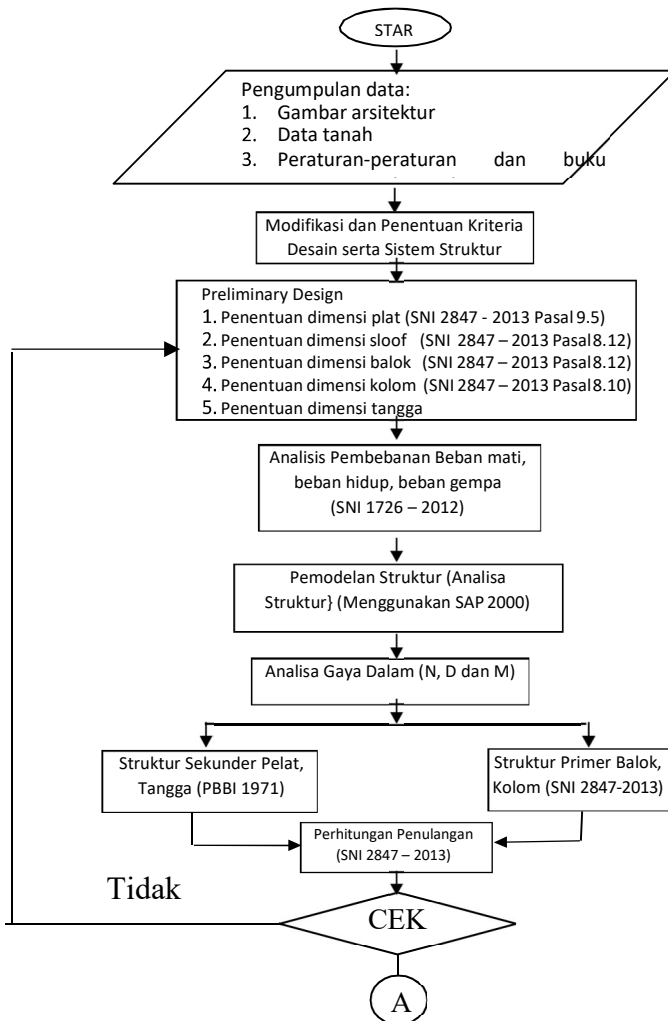 STAR
Pengumpulan data:
1. Gambar arsitektur
2. Data tanah
3. Peraturan-peraturan dan buku
Modifikasi dan Penentuan Kriteria
Desain serta Sistem Struktur
Preliminary Design
1. Penentuan dimensi plat (SNI 2847 - 2013 Pasal 9.5)
2. Penentuan dimensi sloof (SNI 2847 – 2013 Pasal 8.12)
3. Penentuan dimensi balok (SNI 2847 – 2013 Pasal 8.12)
4. Penentuan dimensi kolom (SNI 2847 – 2013 Pasal 8.10)
5. Penentuan dimensi tangga
Analisis Pembebanan Beban mati,
beban hidup, beban gempa
(SNI 1726 – 2012)
Pemodelan Struktur (Analisa
Struktur} (Menggunakan SAP 2000)
Analisa Gaya Dalam (N, D dan M)
Struktur Sekunder Pelat,
Tangga (PBBI 1971)
Struktur Primer Balok,
Kolom (SNI 2847-2013)
Perhitungan Penulangan
(SNI 2847 – 2013)
Tidak
CEK
A